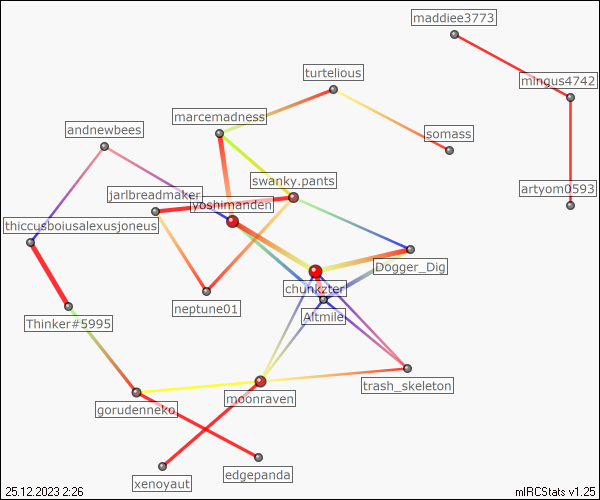 maddiee3773
turtelious
mingus4742
marcemadness
andnewbees
somass
swanky.pants
jarlbreadmaker
artyom0593
yoshimanden
thiccusboiusalexusjoneus
Dogger_Dig
chunkzter
neptune01
Altmile
Thinker#5995
trash_skeleton
moonraven
gorudenneko
edgepanda
xenoyaut
25.12.2023 2:26
mIRCStats v1.25